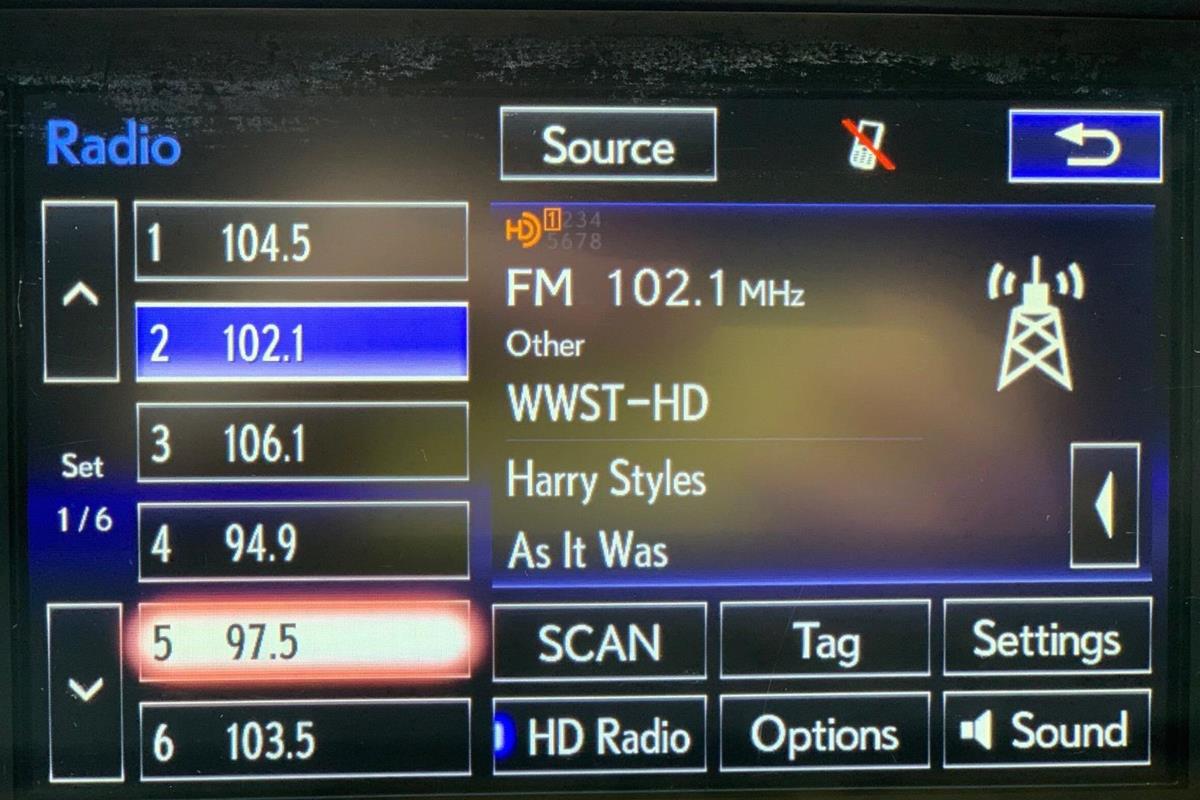 Radio
Source
1 104.5
2 102.1
3 106.1
4 94.9
5 97.5
6 103.5
Set
1/6
HD 1 234
5678
FM 102.1 MHz
Other
WWST-HD
Harry Styles
As It Was
SCAN
Tag
Settings
HD Radio
Options
Sound